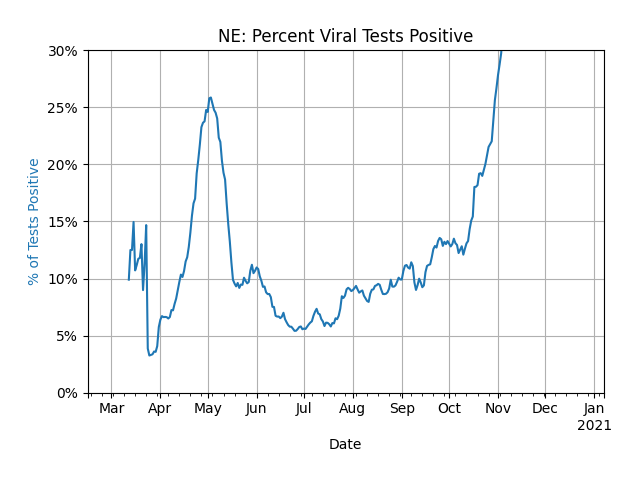 NE: Percent Viral Tests Positive
30%
25%
20%
15%
10%
5%
0%
% of Tests Positive
Mar Apr May Jun Jul Aug Sep Oct Nov Dec Jan
2021
Date